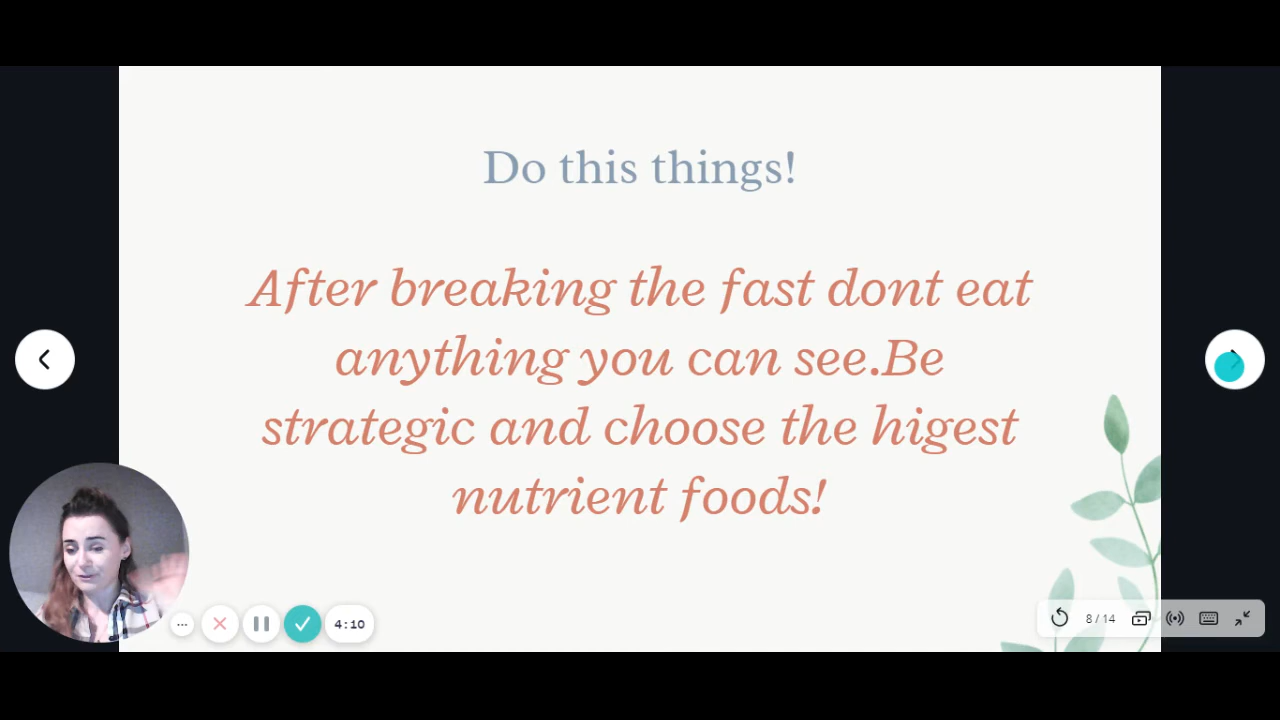 Do this things!
After breaking the fast dont eat
anything you can see.Be
strategic and choose the higest
nutrient foods!
4:10
8 / 14